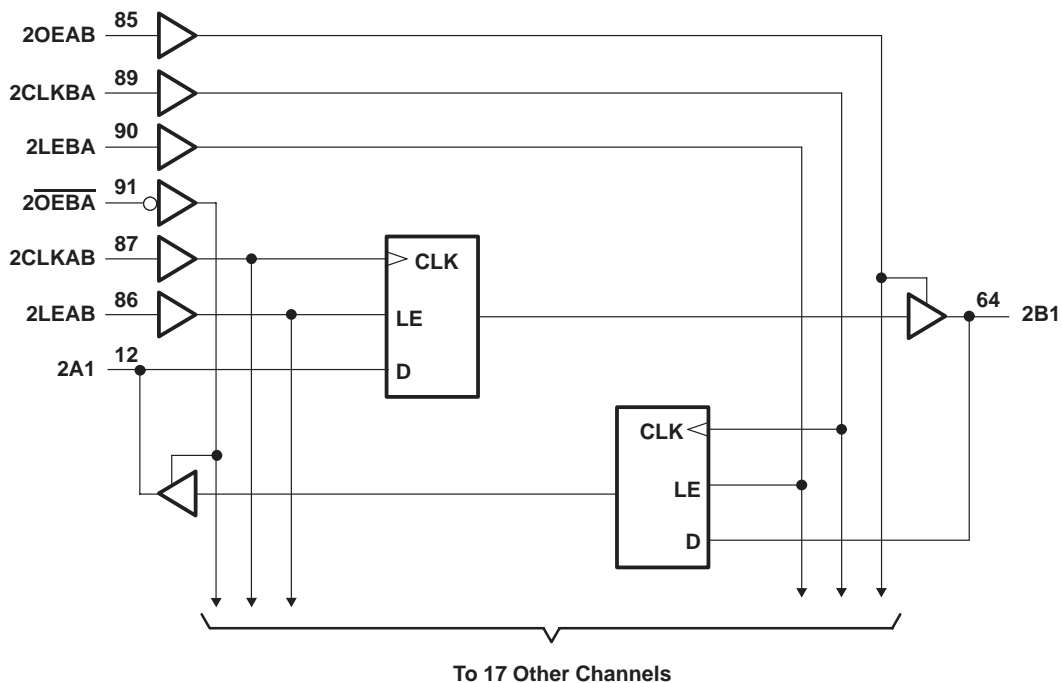 2OEAB 85
2CLKBA 89
2LEBA 90
2O̅E̅B̅A̅ 91
2CLKAB 87
2LEAB 86
2A1 12
CLK
LE
D
64 2B1
CLK
LE
D
To 17 Other Channels